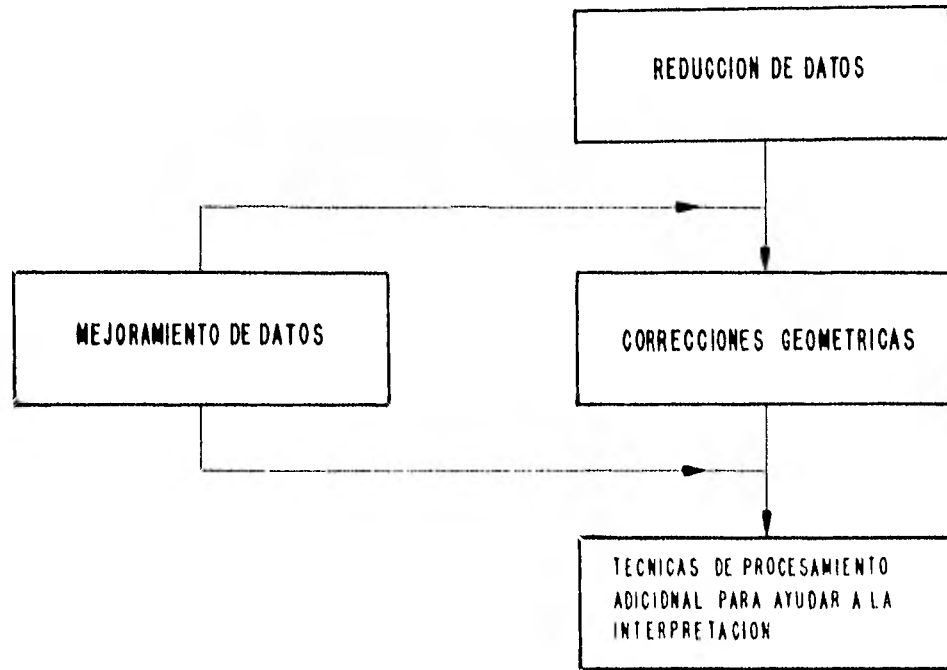 REDUCCION DE DATOS
MEJORAMIENTO DE DATOS
CORRECCIONES GEOMETRICAS
TECNICAS DE PROCESAMIENTO
ADICIONAL PARA AYUDAR A LA
INTERPRETACION